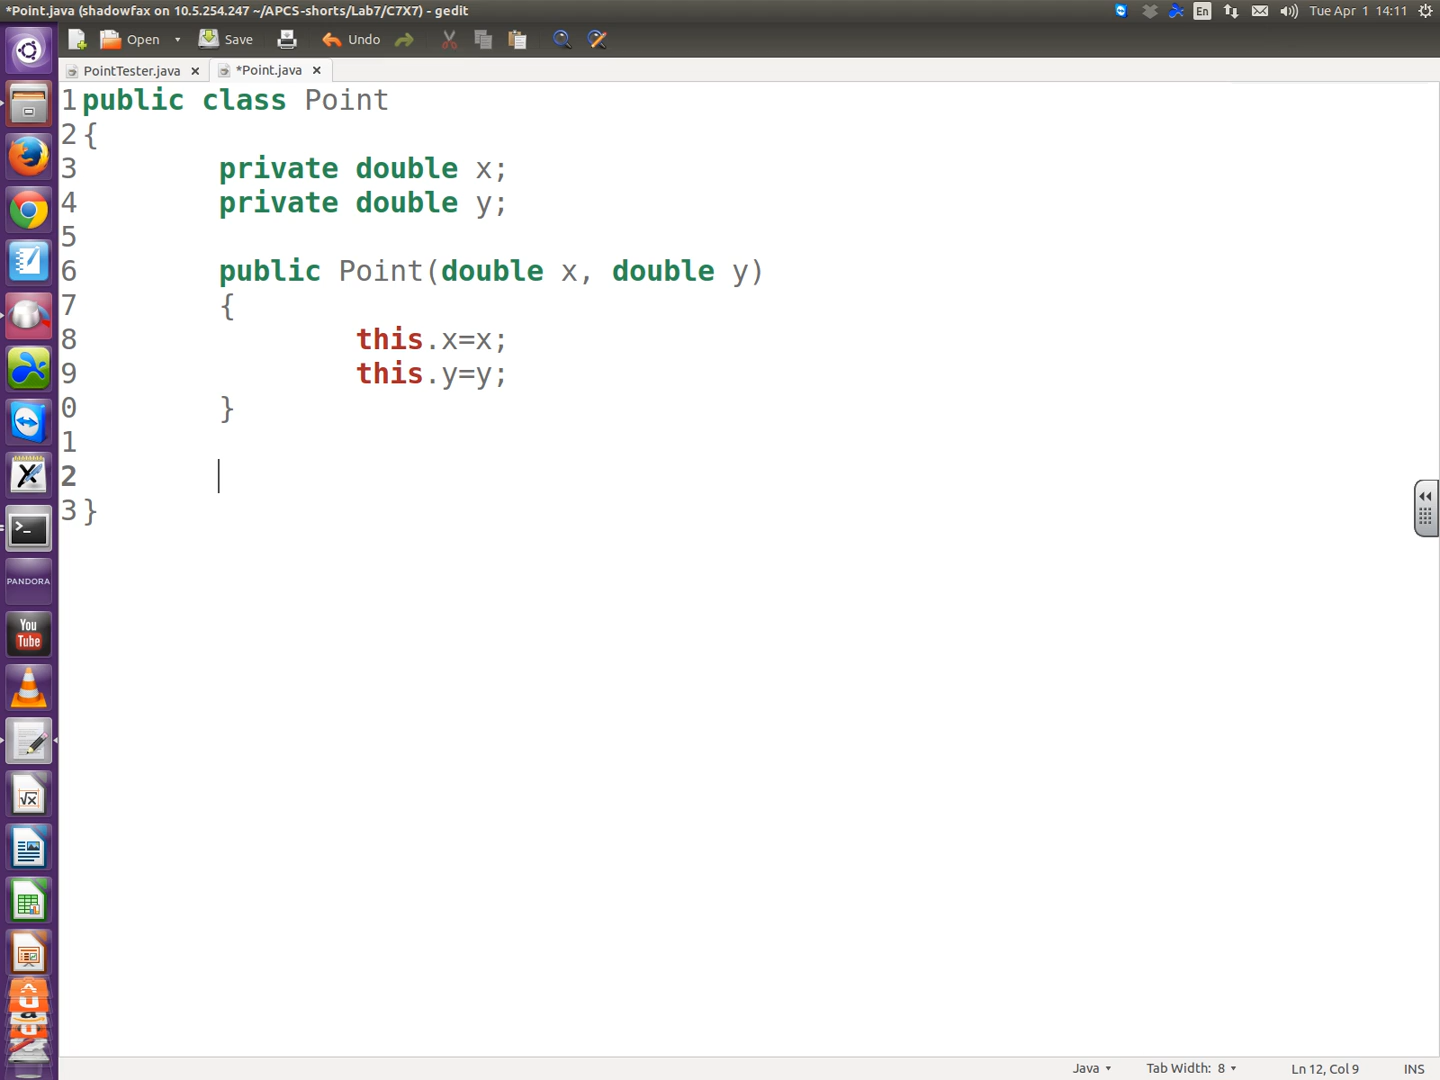 *Point.java (shadowfax on 10.5.254.247 ~/APCS-shorts/Lab7/C7X7) - gedit
En
Tue Apr 1 14:11
Open
Save
Undo
PointTester.java
*Point.java
1 public class Point
2 {
3 private double x;
4 private double y;
5
6 public Point(double x, double y)
7 {
8 this.x=x;
9 this.y=y;
0 }
1
2
3 }
>_
PANDORA
You
Tube
√x
Java
Tab Width: 8
Ln 12, Col 9
INS